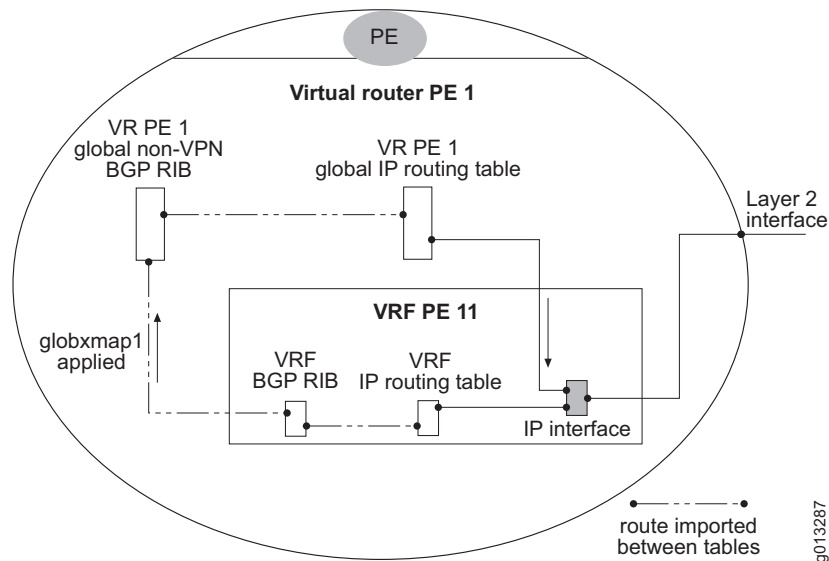 PE
Virtual router PE 1
VR PE 1
global non-VPN
BGP RIB
VR PE 1
global IP routing table
Layer 2
interface
VRF PE 11
globxmap1
applied
VRF
BGP RIB
VRF
IP routing table
IP interface
route imported
between tables
g013287